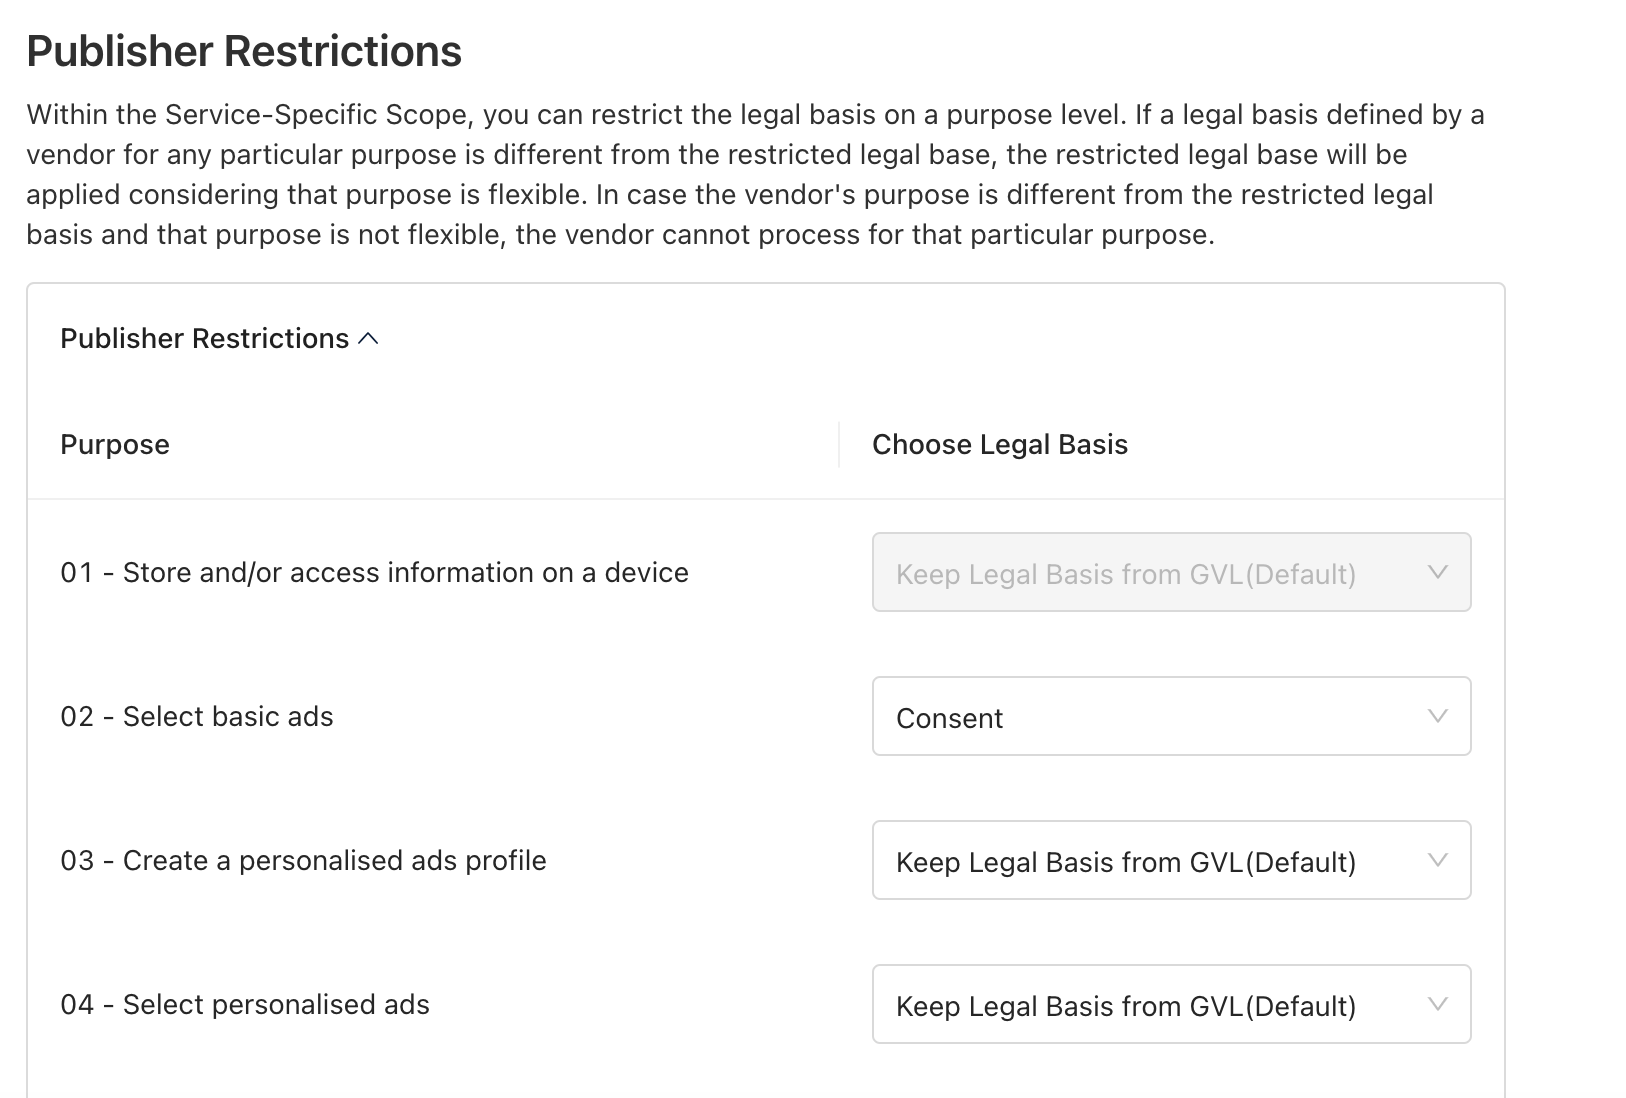 Publisher Restrictions
Within the Service-Specific Scope, you can restrict the legal basis on a purpose level. If a legal basis defined by a
vendor for any particular purpose is different from the restricted legal base, the restricted legal base will be
applied considering that purpose is flexible. In case the vendor's purpose is different from the restricted legal
basis and that purpose is not flexible, the vendor cannot process for that particular purpose.
Publisher Restrictions
Purpose
Choose Legal Basis
01 - Store and/or access information on a device
Keep Legal Basis from GVL(Default)
02 - Select basic ads
Consent
03 - Create a personalised ads profile
Keep Legal Basis from GVL(Default)
04 - Select personalised ads
Keep Legal Basis from GVL(Default)